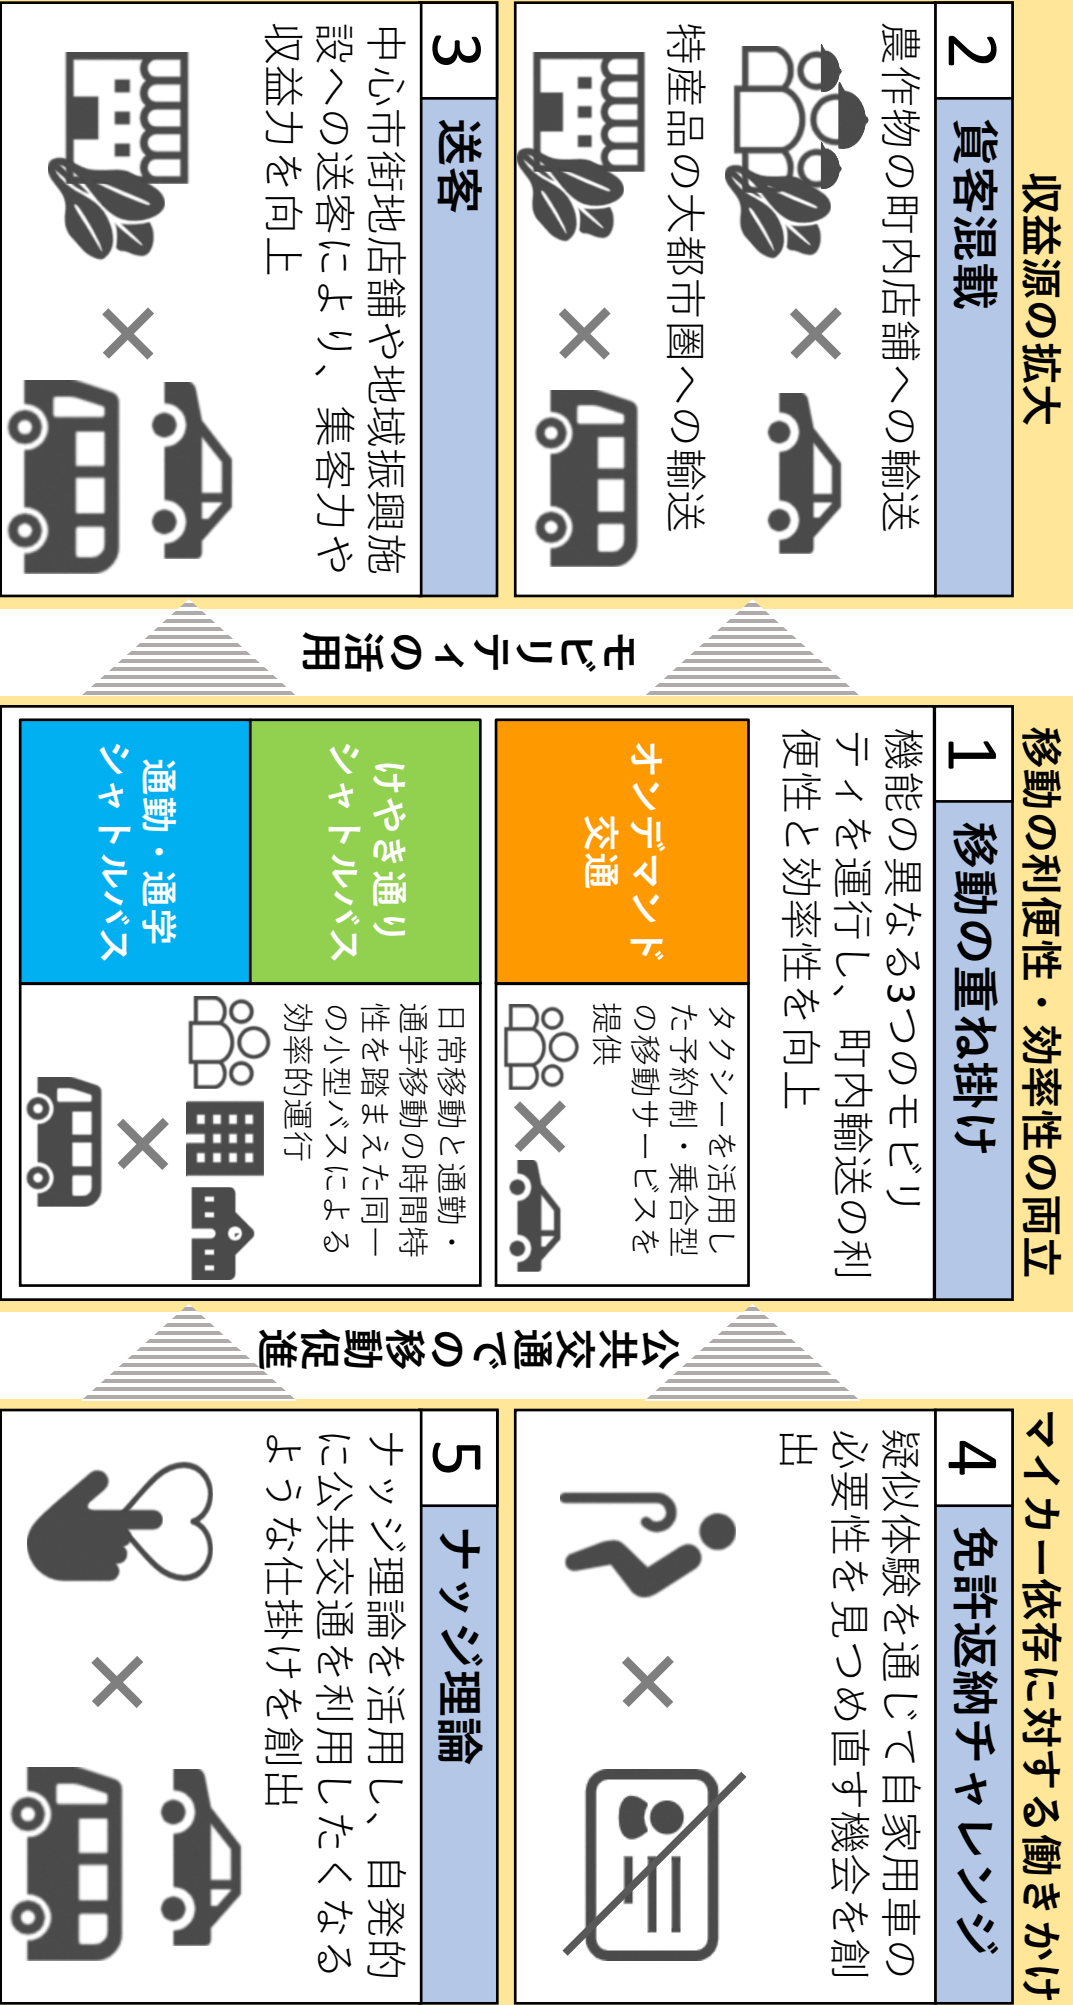 収益源の拡大
2 貨客混載
農作物の町内店舗への輸送
特産品の大都市圏への輸送
3 送客
中心市街地店舗や地域振興施
設への送客により、集客力や
収益力を向上
モビリティの活用
移動の利便性・効率性の両立
1 移動の重ね掛け
機能の異なる3つのモビリ
ティを運行し、町内輸送の利
便性と効率性を向上
オンデマンド
交通
タクシーを活用し
た予約制・乗合型
の移動サービスを
提供
けやき通り
シャトルバス
通勤・通学
シャトルバス
日常移動と通勤・
通学移動の時間特
性を踏まえた同一
の小型バスによる
効率的運行
公共交通での移動促進
マイカー依存に対する働きかけ
4 免許返納チャレンジ
疑似体験を通じて自家用車の
必要性を見つめ直す機会を創
出
5 ナッジ理論
ナッジ理論を活用し、自発的
に公共交通を利用したくなる
ような仕掛けを創出